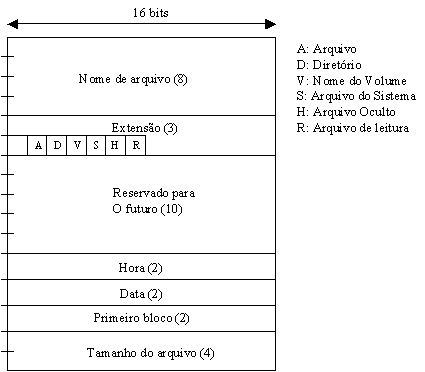 16 bits
Nome de arquivo (8)
Extensão (3)
A D V S H R
Reservado para
O futuro (10)
Hora (2)
Data (2)
Primeiro bloco (2)
Tamanho do arquivo (4)
A: Arquivo
D: Diretório
V: Nome do Volume
S: Arquivo do Sistema
H: Arquivo Oculto
R: Arquivo de leitura